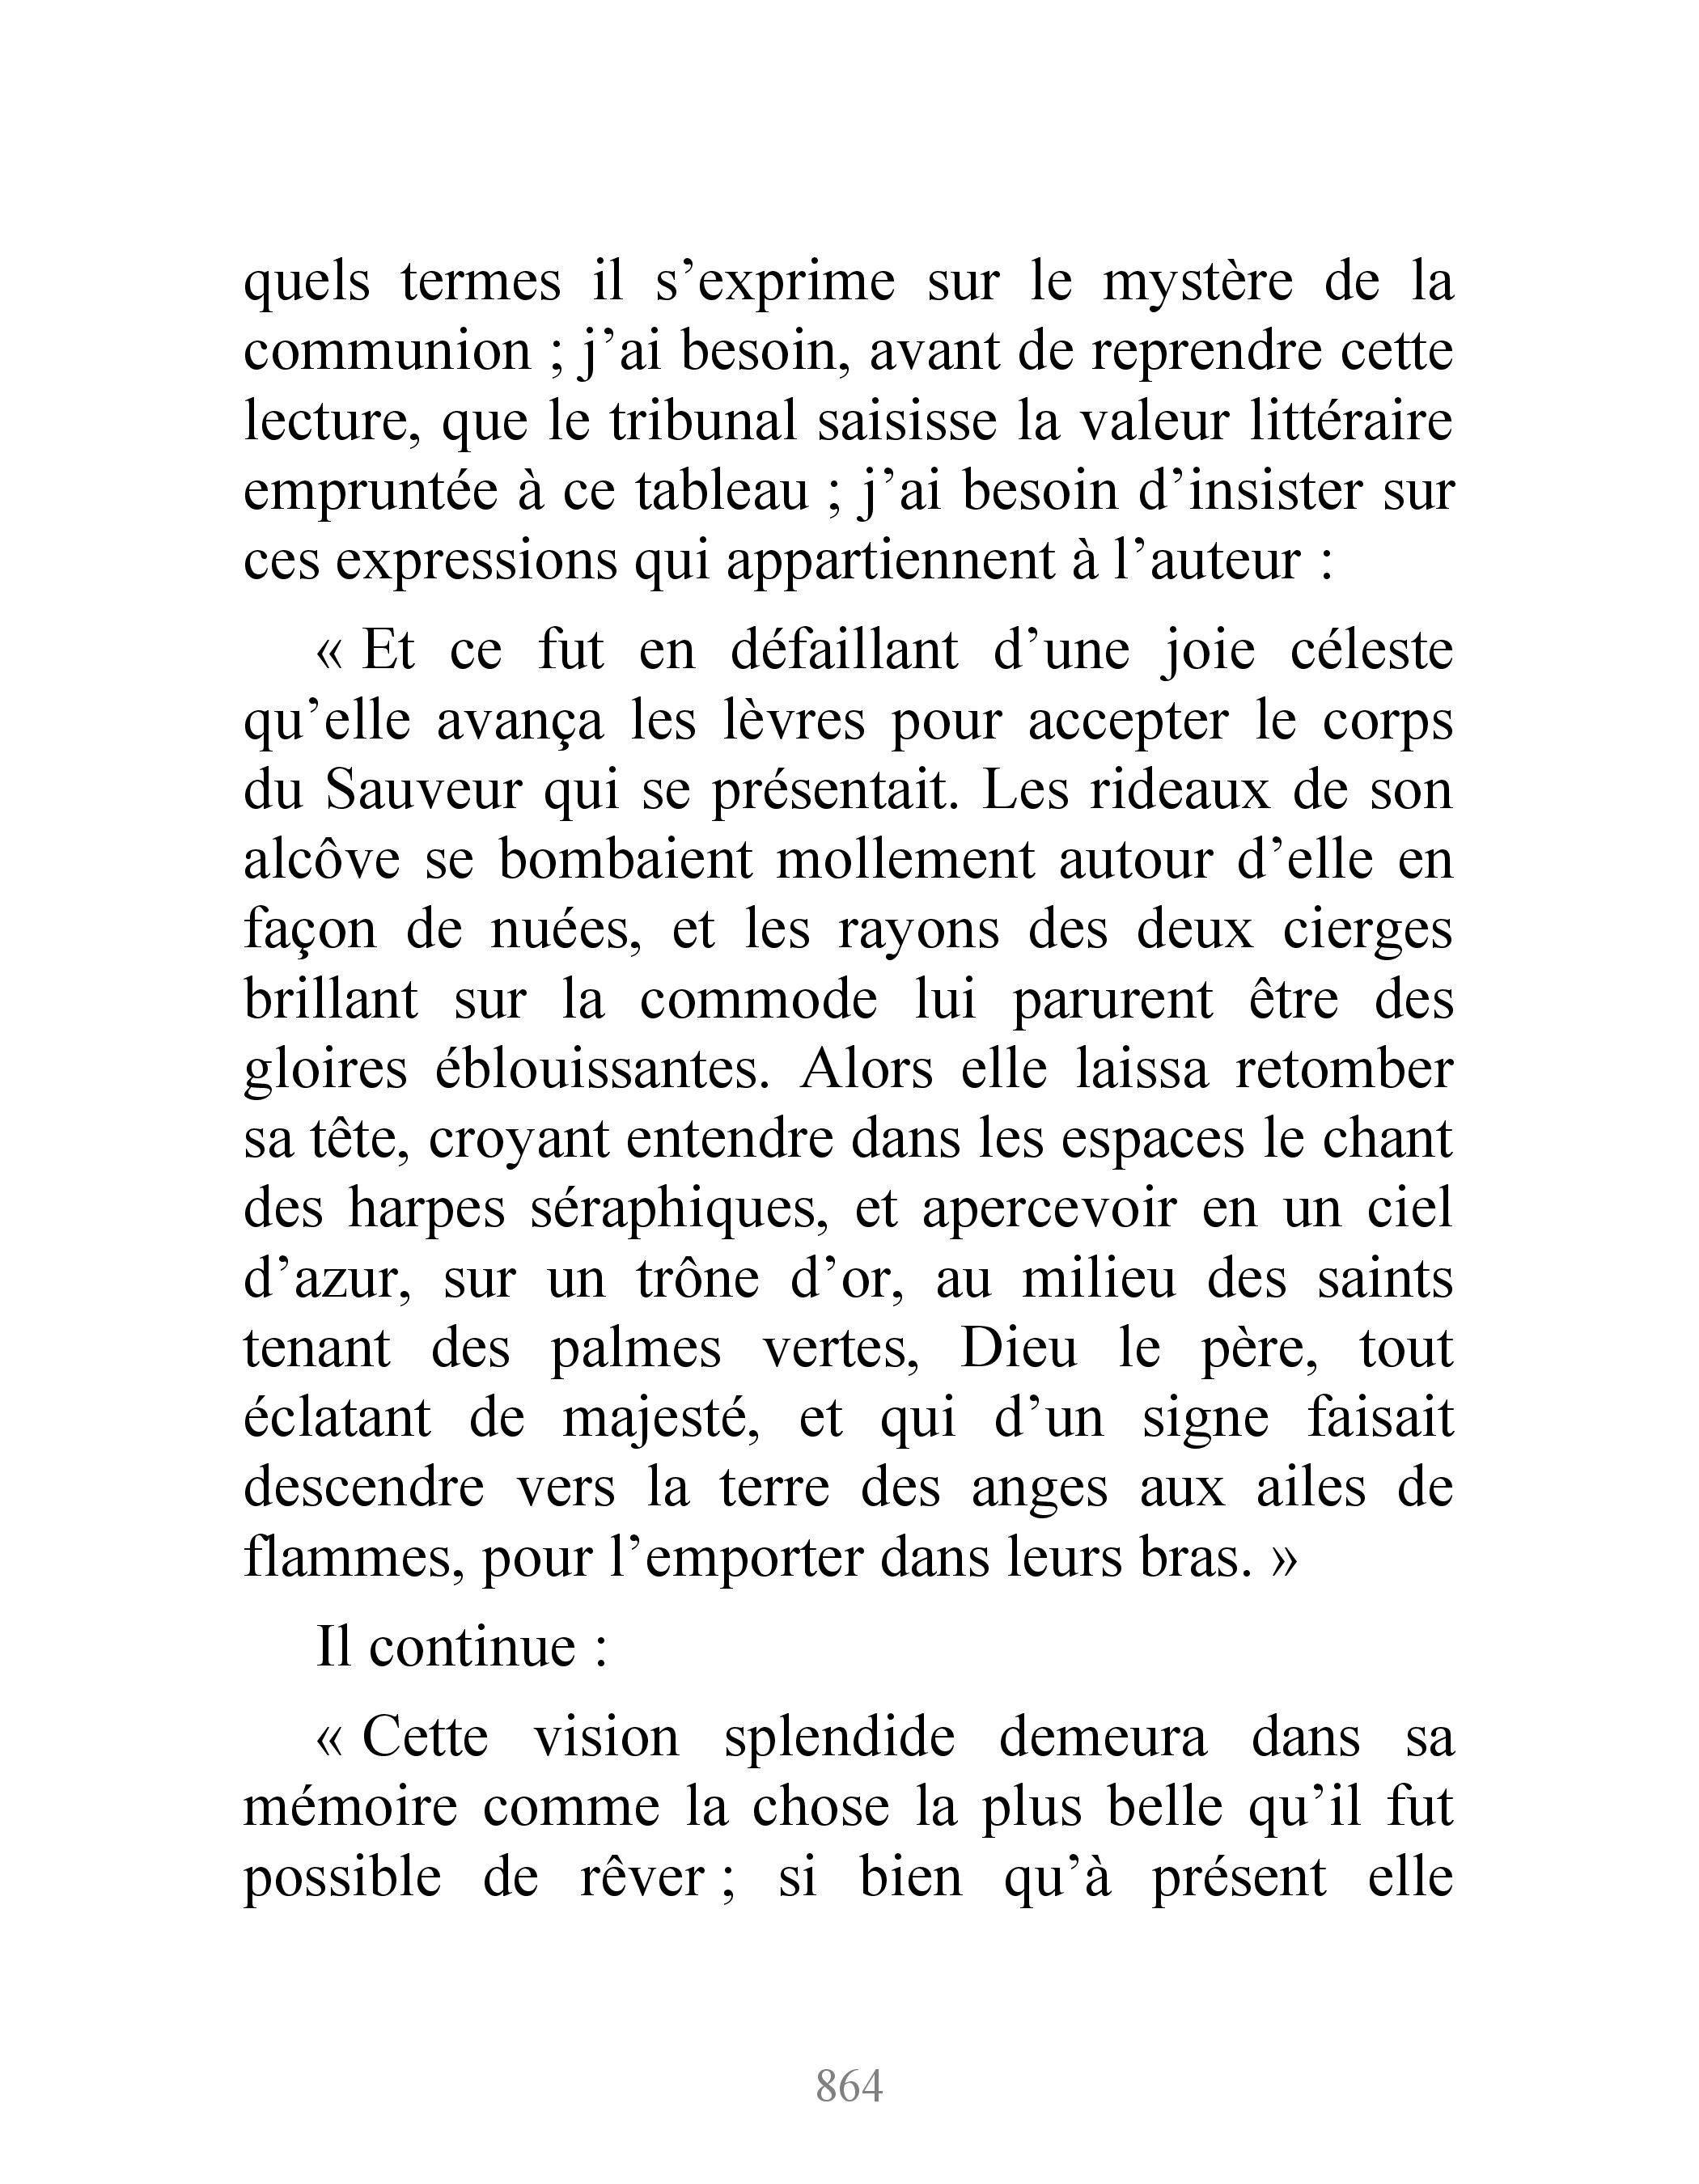 quels termes il s’exprime sur le mystère de la
communion ; j’ai besoin, avant de reprendre cette
lecture, que le tribunal saisisse la valeur littéraire
empruntée à ce tableau ; j’ai besoin d’insister sur
ces expressions qui appartiennent à l’auteur :
« Et ce fut en défaillant d’une joie céleste
qu’elle avança les lèvres pour accepter le corps
du Sauveur qui se présentait. Les rideaux de son
alcôve se bombaient mollement autour d’elle en
façon de nuées, et les rayons des deux cierges
brillant sur la commode lui parurent être des
gloires éblouissantes. Alors elle laissa retomber
sa tête, croyant entendre dans les espaces le chant
des harpes séraphiques, et apercevoir en un ciel
d’azur, sur un trône d’or, au milieu des saints
tenant des palmes vertes, Dieu le père, tout
éclatant de majesté, et qui d’un signe faisait
descendre vers la terre des anges aux ailes de
flammes, pour l’emporter dans leurs bras. »
Il continue :
« Cette vision splendide demeura dans sa
mémoire comme la chose la plus belle qu’il fut
possible de rêver ; si bien qu’à présent elle
864